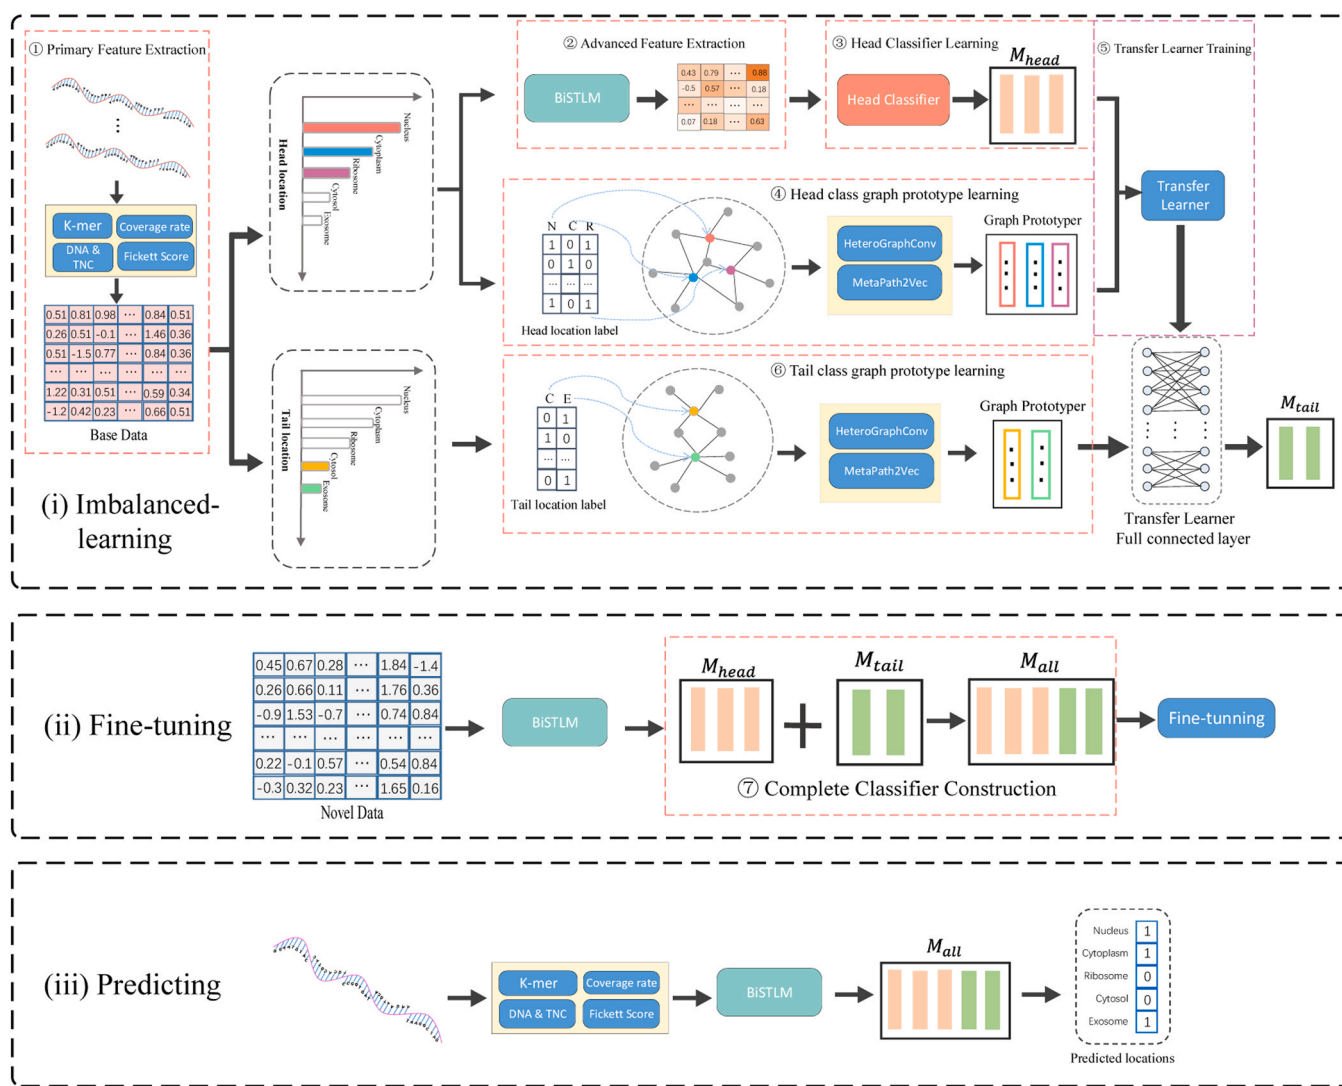 ① Primary Feature Extraction
K-mer
Coverage rate
DNA &
TNC
Fickett Score
0.51 0.81 0.98 ... 0.84 0.51
0.26 0.51 -0.1 ... 1.46 0.36
0.51 -1.5 0.77 ... 0.84 0.36
... ... ... ... ... ...
1.22 0.31 0.51 ... 0.59 0.34
-1.2 0.42 0.23 ... 0.66 0.51
Base Data
(i) Imbalanced-
learning
Head location
Nucleus
Cytoplasm
Ribosome
Cytosol
Exosome
Tail location
Nucleus
Cytoplasm
Ribosome
Cytosol
Exosome
② Advanced Feature Extraction
BiSTLM
0.43 0.79 ... 0.88
-0.5 0.57 ... 0.18
... ... ... ...
0.07 0.18 ... 0.63
③ Head Classifier Learning
Head Classifier
M_head
⑤ Transfer Learner Training
Transfer
Learner
④ Head class graph prototype learning
N C R
1 0 1
0 1 0
... ... ...
1 0 1
Head location label
HeteroGraphConv
MetaPath2Vec
Graph Prototyper
⑥ Tail class graph prototype learning
C E
0 1
1 0
... ...
0 1
Tail location label
HeteroGraphConv
MetaPath2Vec
Graph Prototyper
Transfer Learner
Full connected layer
M_tail
(ii) Fine-tuning
0.45 0.67 0.28 ... 1.84 -1.4
0.26 0.66 0.11 ... 1.76 0.36
-0.9 1.53 -0.7 ... 0.74 0.84
... ... ... ... ... ...
0.22 -0.1 0.57 ... 0.54 0.84
-0.3 0.32 0.23 ... 1.65 0.16
Novel Data
BiSTLM
M_head
+
M_tail
M_all
⑦ Complete Classifier Construction
Fine-tunning
(iii) Predicting
K-mer
Coverage rate
DNA & TNC
Fickett Score
BiSTLM
M_all
Nucleus 1
Cytoplasm 1
Ribosome 0
Cytosol 0
Exosome 1
Predicted locations